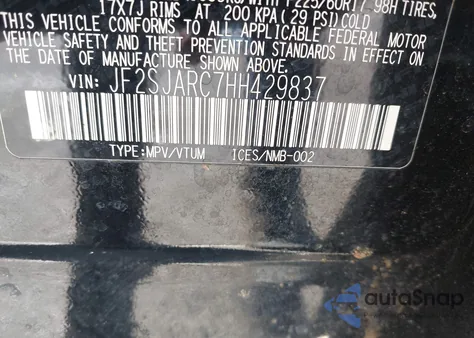 17X7J RIMS AT 200 KPA(29 PSI)COLD
THIS VEHICLE CONFORMS TO ALL APPLICABLE FEDERAL MOTOR
VEHICLE SAFETY AND THEFT PREVENTION STANDARDS IN EFFECT ON
THE DATE OF MANUFACTURE SHOWN ABOVE.
VIN: JF2SJARC7HH429837
TYPE:MPV/VTUM ICES/NMB-002
autoSnap